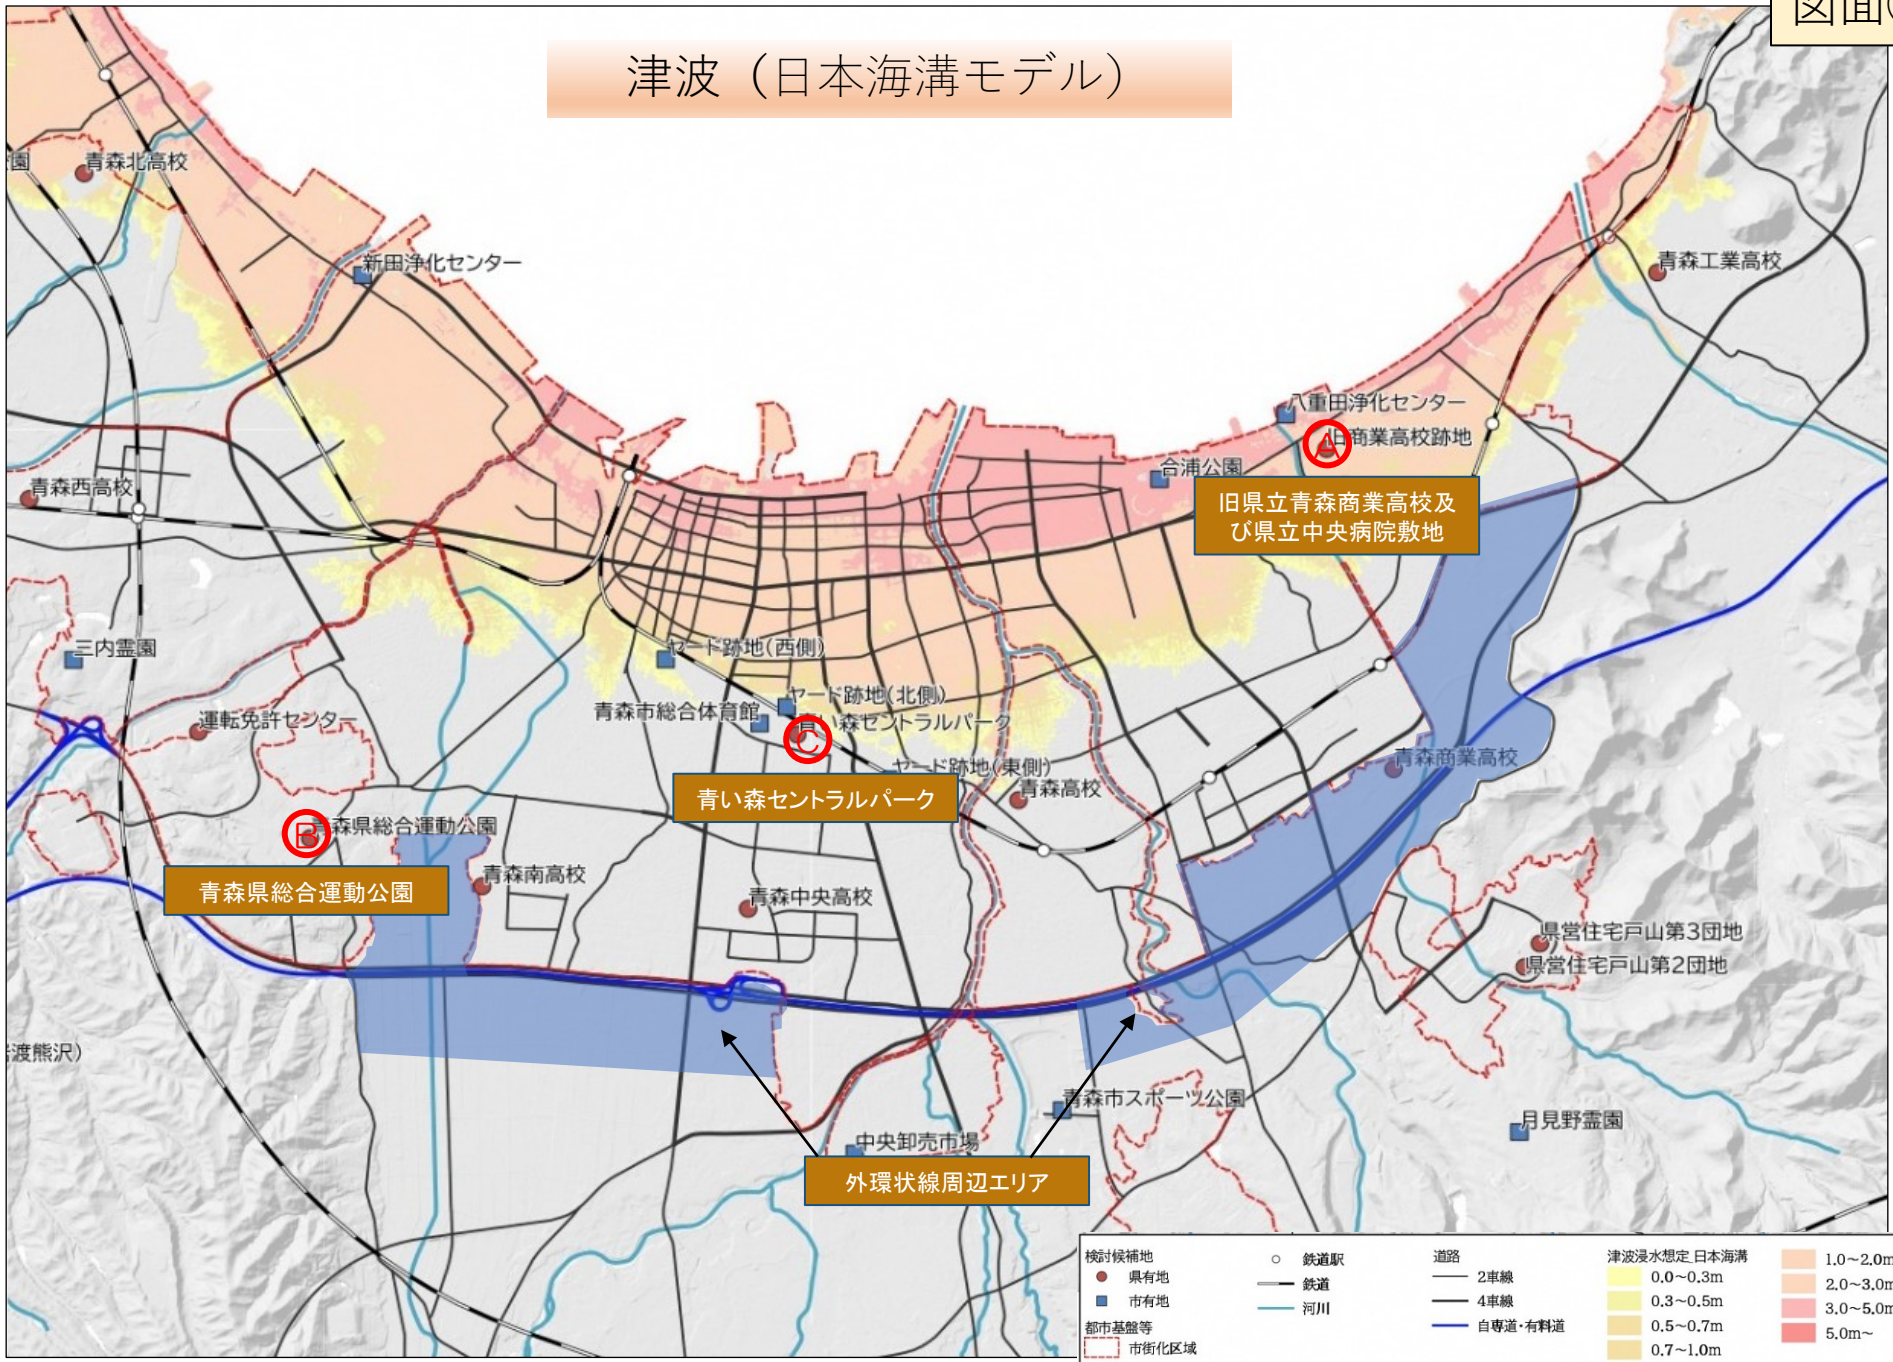 図面
津波（日本海溝モデル）
園
青森北高校
新田浄化センター
青森工業高校
八重田浄化センター
A
旧商業高校跡地
合浦公園
青森西高校
旧県立青森商業高校及
び県立中央病院敷地
三内霊園
ヤード跡地(西側)
ヤード跡地(北側)
青森市総合体育館
青い森セントラルパーク
C
運転免許センター
ヤード跡地(東側)
青森商業高校
青森高校
青い森セントラルパーク
B
青森県総合運動公園
青森県総合運動公園
青森南高校
青森中央高校
県営住宅戸山第3団地
県営住宅戸山第2団地
渡熊沢)
青森市スポーツ公園
月見野霊園
中央卸売市場
外環状線周辺エリア
検討候補地
県有地
市有地
都市基盤等
市街化区域
鉄道駅
鉄道
河川
道路
2車線
4車線
自専道・有料道
津波浸水想定_日本海溝
0.0～0.3m
0.3～0.5m
0.5～0.7m
0.7～1.0m
1.0～2.0m
2.0～3.0m
3.0～5.0m
5.0m～